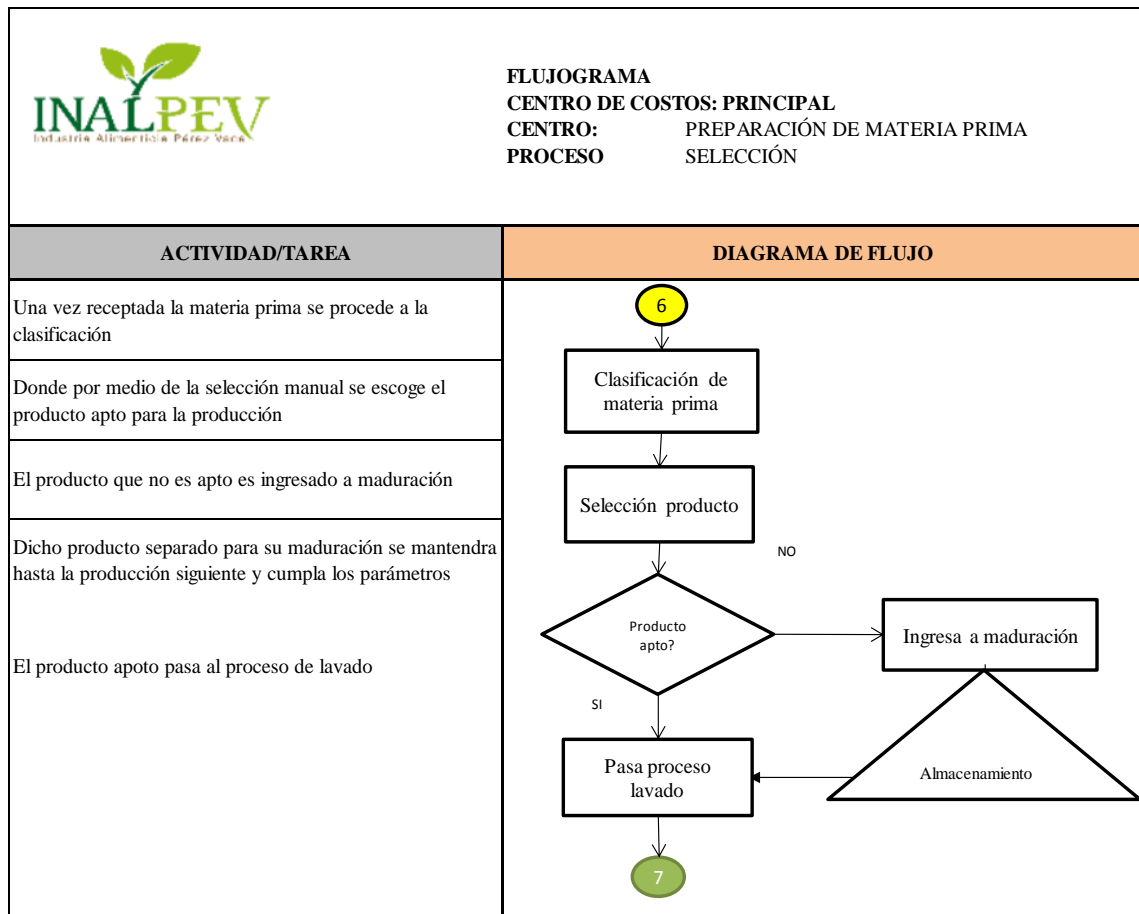 INALPEV
Industria Alimenticia Pérez Vaca
FLUJOGRAMA
CENTRO DE COSTOS: PRINCIPAL
CENTRO: PREPARACIÓN DE MATERIA PRIMA
PROCESO SELECCIÓN
ACTIVIDAD/TAREA
DIAGRAMA DE FLUJO
Una vez receptada la materia prima se procede a la
clasificación
Donde por medio de la selección manual se escoge el
producto apto para la producción
El producto que no es apto es ingresado a maduración
Dicho producto separado para su maduración se mantendra
hasta la producción siguiente y cumpla los parámetros
El producto apoto pasa al proceso de lavado
6
Clasificación de
materia prima
Selección producto
NO
Producto
apto?
Ingresa a maduración
SI
Pasa proceso
lavado
Almacenamiento
7